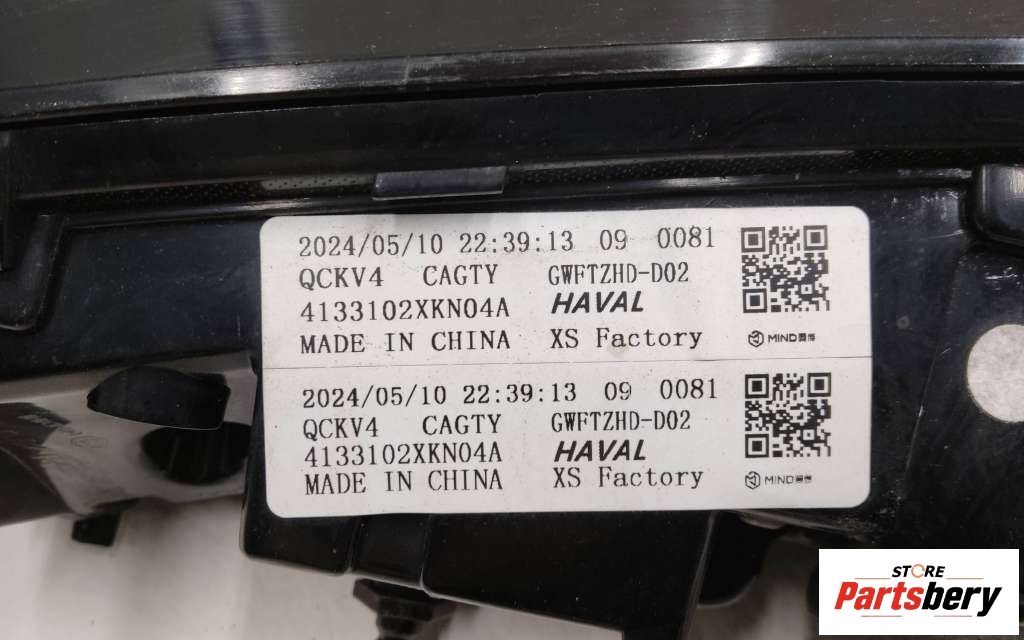 2024/05/10 22:39:13 09 0081
QCKV4 CAGTY GWFTZHD-D02
4133102XKN04A HAVAL
MADE IN CHINA XS Factory
MIND
2024/05/10 22:39:13 09 0081
QCKV4 CAGTY GWFTZHD-D02
4133102XKN04A HAVAL
MADE IN CHINA XS Factory
MIND
STORE
Partsbery